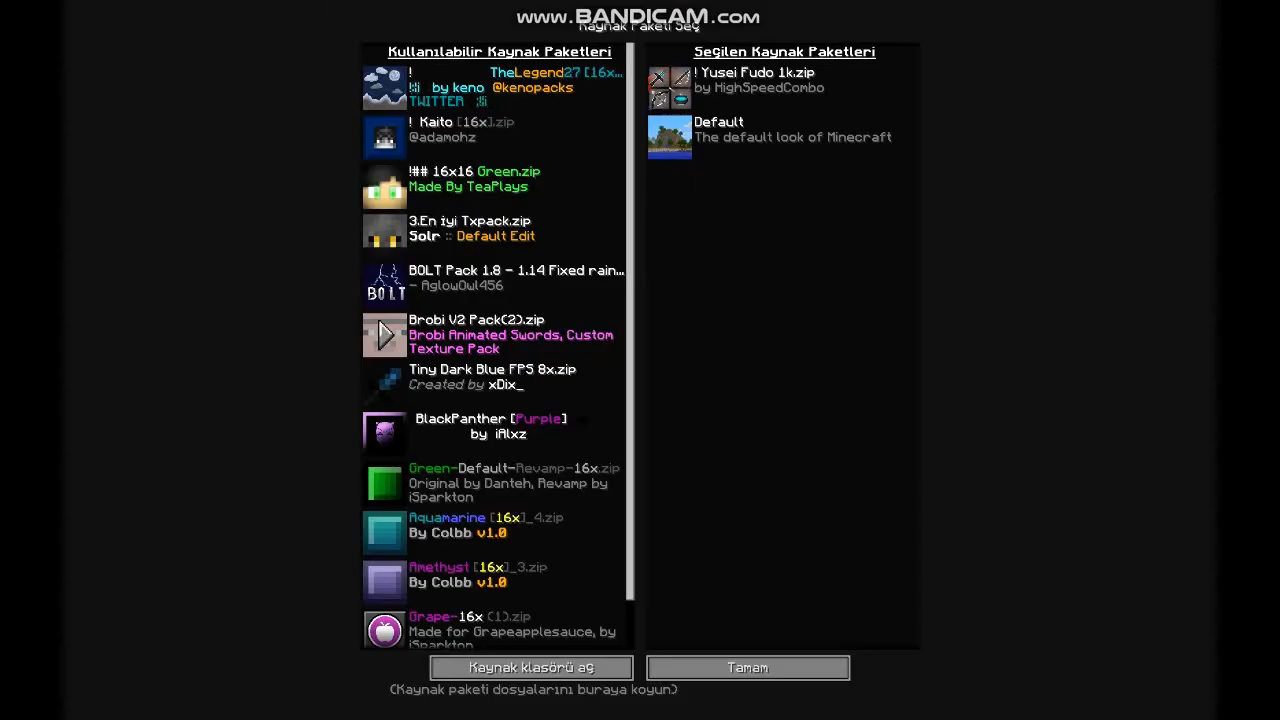 www.BANDICAM.com
Kaynak Paketi Seç
Kullanılabilir Kaynak Paketleri
! TheLegend27 [16x...
by keno @kenopacks
TWITTER
! Kaito [16x].zip
@adamohz
!## 16x16 Green.zip
Made By TeaPlays
3.En iyi Txpack.zip
Solr :: Default Edit
BOLT
BOLT Pack 1.8 - 1.14 Fixed rain...
- AglowOwl456
Brobi V2 Pack(2).zip
Brobi Animated Swords, Custom
Texture Pack
Tiny Dark Blue FPS 8x.zip
Created by xDix_
BlackPanther [Purple]
by iAlxz
Green-Default-Revamp-16x.zip
Original by Danteh, Revamp by
iSparkton
Aquamarine [16x]_4.zip
By Colbb v1.0
Amethyst [16x]_3.zip
By Colbb v1.0
Grape-16x (1).zip
Made for Grapeapplesauce, by
iSparkton
Seçilen Kaynak Paketleri
! Yusei Fudo 1k.zip
by HighSpeedCombo
Default
The default look of Minecraft
Kaynak klasörü aç
Tamam
(Kaynak paketi dosyalarını buraya koyun)